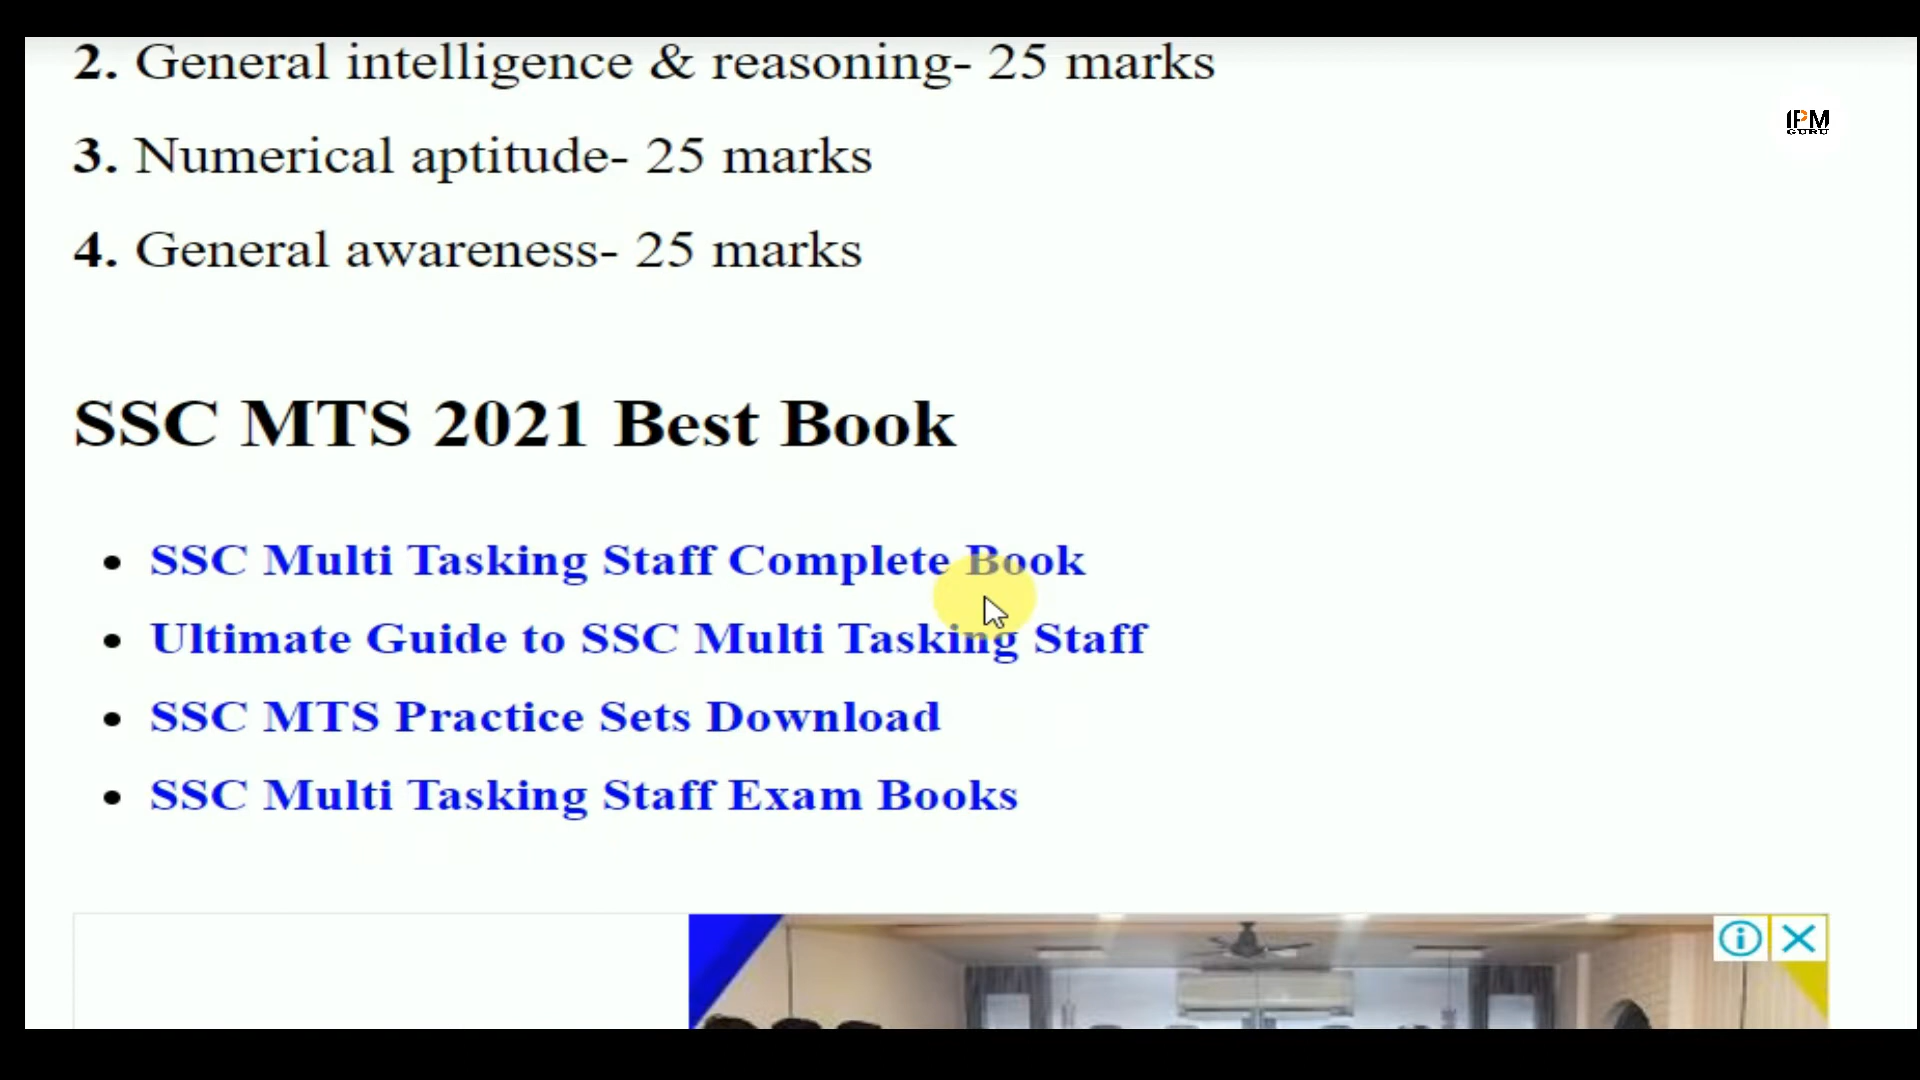 2. General intelligence & reasoning- 25 marks
IPM
GURU
3. Numerical aptitude- 25 marks
4. General awareness- 25 marks
SSC MTS 2021 Best Book
• SSC Multi Tasking Staff Complete Book
• Ultimate Guide to SSC Multi Tasking Staff
• SSC MTS Practice Sets Download
• SSC Multi Tasking Staff Exam Books